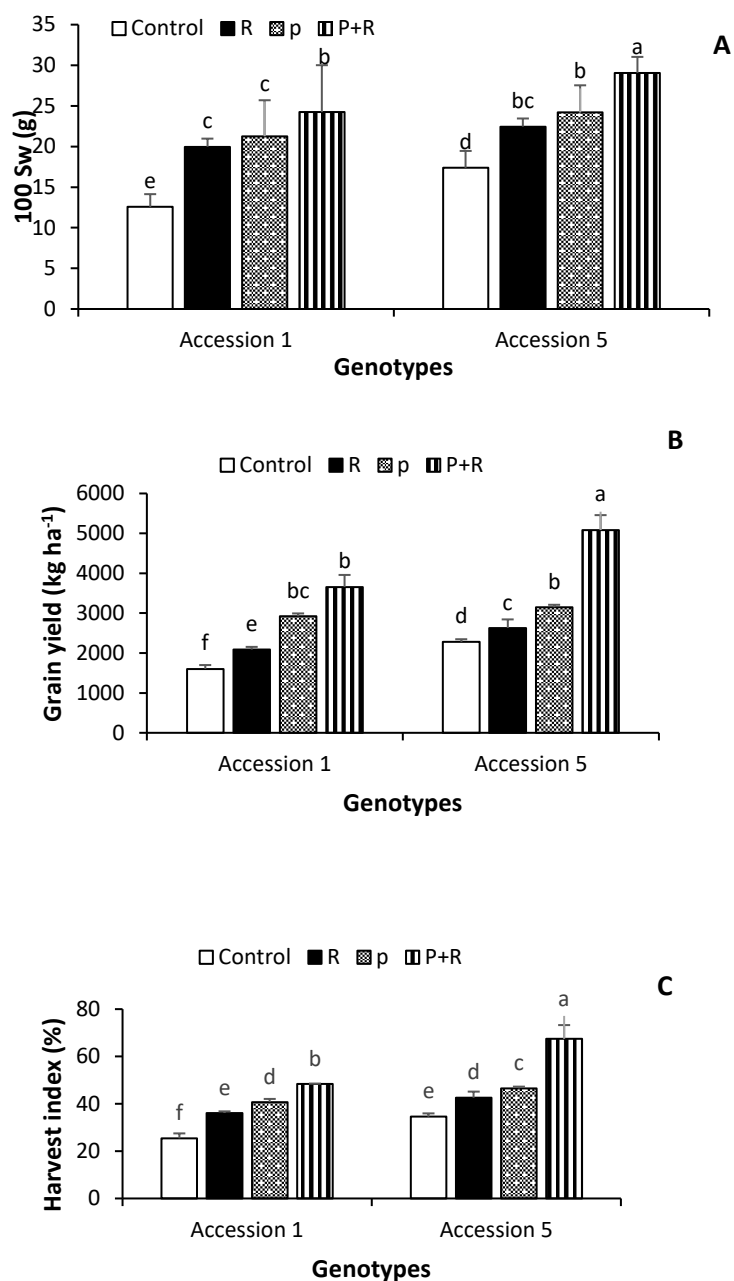 Control R p P+R
A
100 Sw (g)
35
30
25
20
15
10
5
0
e c c b d bc b a
Accession 1 Accession 5
Genotypes
B
Control R p P+R
Grain yield (kg ha⁻¹)
6000
5000
4000
3000
2000
1000
0
f e bc b d c b a
Accession 1 Accession 5
Genotypes
Control R p P+R
C
Harvest index (%)
80
60
40
20
0
f e d b e d c a
Accession 1 Accession 5
Genotypes